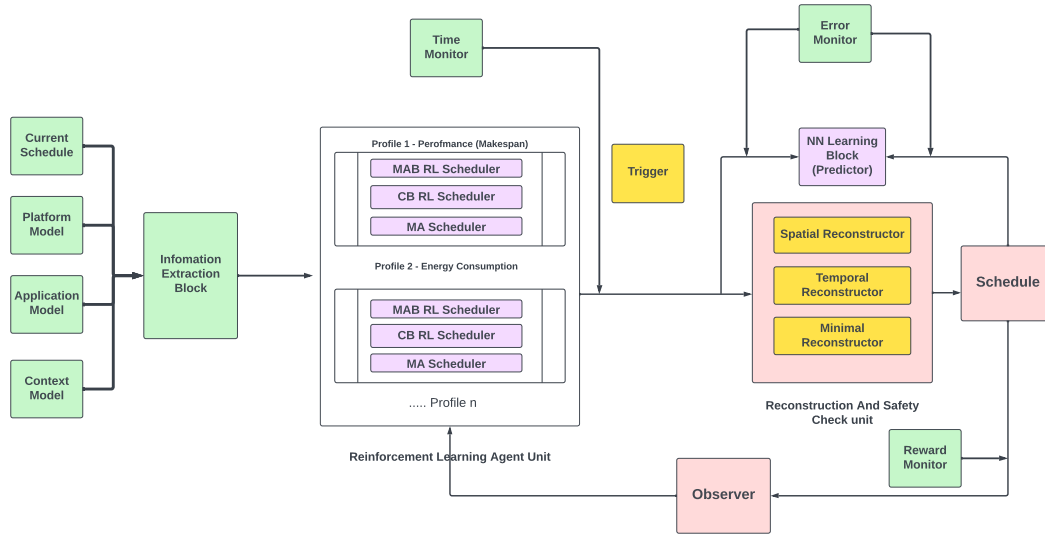 Time
Monitor
Error
Monitor
Current
Schedule
Platform
Model
Application
Model
Context
Model
Infomation
Extraction
Block
Profile 1 - Perofmance (Makespan)
MAB RL Scheduler
CB RL Scheduler
MA Scheduler
Profile 2 - Energy Consumption
MAB RL Scheduler
CB RL Scheduler
MA Scheduler
..... Profile n
Reinforcement Learning Agent Unit
Trigger
NN Learning
Block
(Predictor)
Spatial Reconstructor
Temporal
Reconstructor
Minimal
Reconstructor
Reconstruction And Safety
Check unit
Schedule
Reward
Monitor
Observer